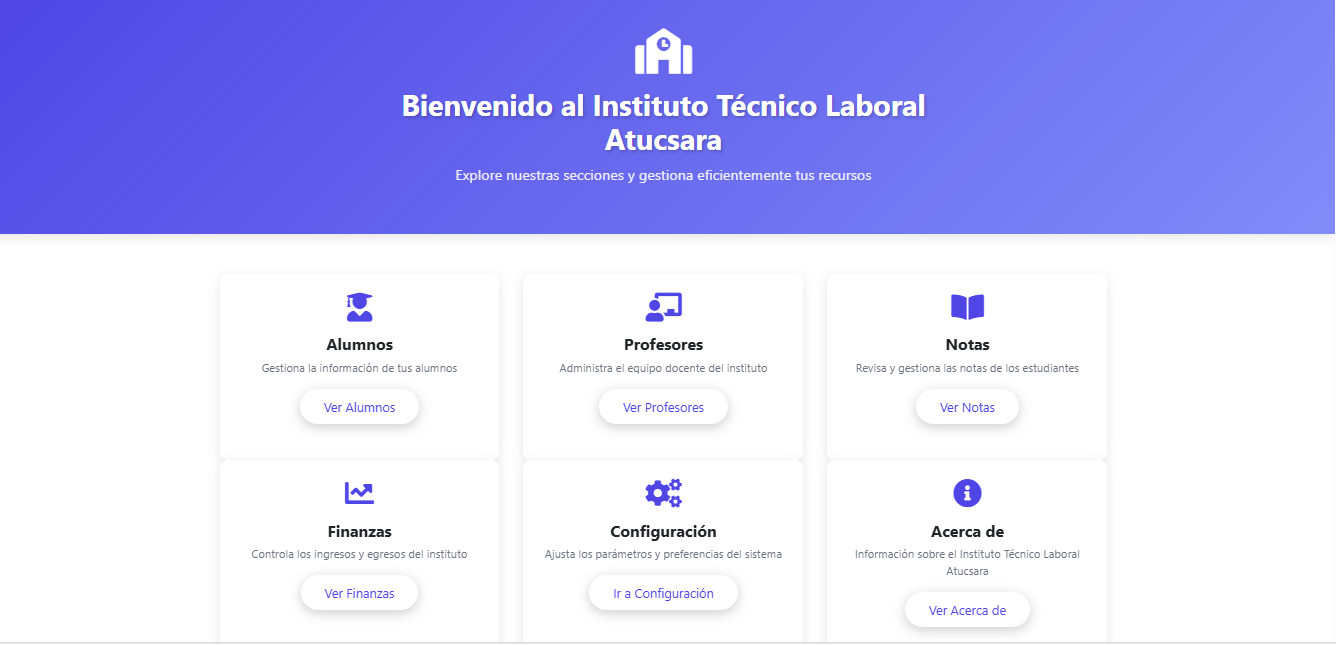 Bienvenido al Instituto Técnico Laboral
Atucsara
Explore nuestras secciones y gestiona eficientemente tus recursos
Alumnos
Gestiona la información de tus alumnos
Ver Alumnos
Profesores
Administra el equipo docente del instituto
Ver Profesores
Notas
Revisa y gestiona las notas de los estudiantes
Ver Notas
Finanzas
Controla los ingresos y egresos del instituto
Ver Finanzas
Configuración
Ajusta los parámetros y preferencias del sistema
Ir a Configuración
Acerca de
Información sobre el Instituto Técnico Laboral
Atucsara
Ver Acerca de